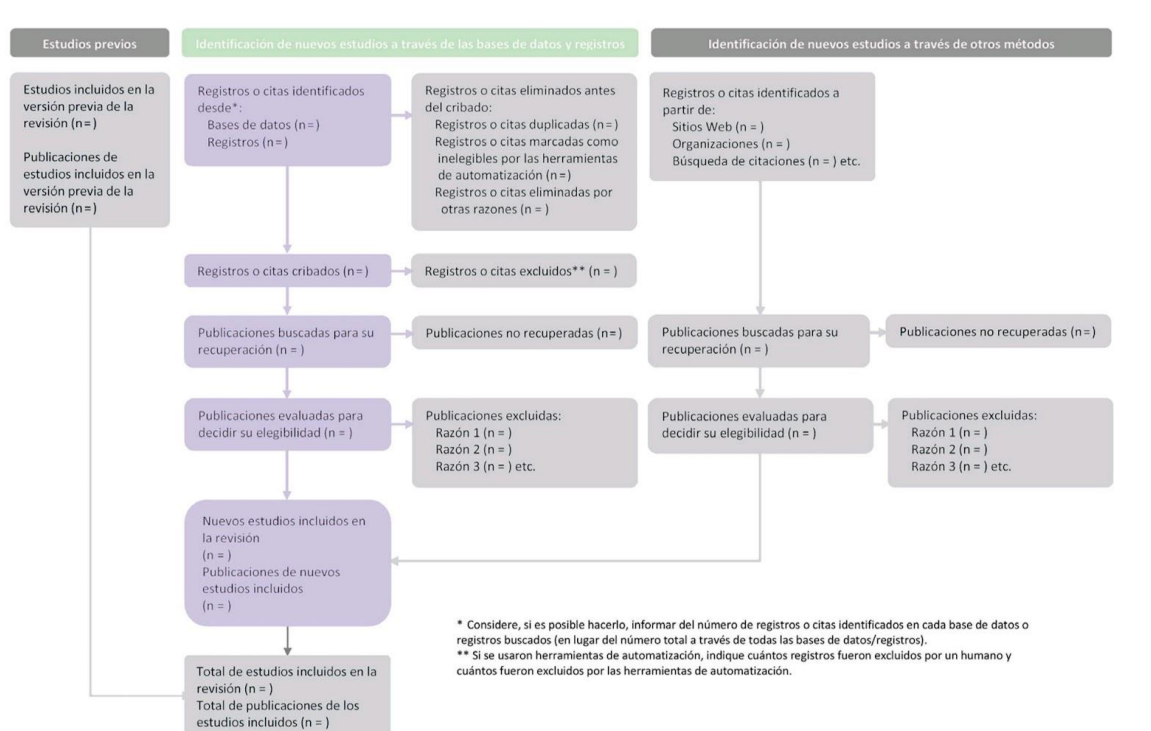 Estudios previos
Identificación de nuevos estudios a través de las bases de datos y registros
Identificación de nuevos estudios a través de otros métodos
Estudios incluidos en la
versión previa de la
revisión (n=)
Publicaciones de
estudios incluidos en la
versión previa de la
revisión (n=)
Registros o citas identificados
desde*:
Bases de datos (n=)
Registros (n=)
Registros o citas eliminados antes
del cribado:
Registros o citas duplicadas (n=)
Registros o citas marcadas como
inelegibles por las herramientas
de automatización (n=)
Registros o citas eliminadas por
otras razones (n = )
Registros o citas identificados a
partir de:
Sitios Web (n = )
Organizaciones (n = )
Búsqueda de citaciones (n = ) etc.
Registros o citas cribados (n=)
Registros o citas excluidos** (n = )
Publicaciones buscadas para su
recuperación (n = )
Publicaciones no recuperadas (n=)
Publicaciones buscadas para su
recuperación (n = )
Publicaciones no recuperadas (n=)
Publicaciones evaluadas para
decidir su elegibilidad (n = )
Publicaciones excluidas:
Razón 1 (n = )
Razón 2 (n = )
Razón 3 (n = ) etc.
Publicaciones evaluadas para
decidir su elegibilidad (n = )
Publicaciones excluidas:
Razón 1 (n = )
Razón 2 (n = )
Razón 3 (n = ) etc.
Nuevos estudios incluidos en
la revisión
(n = )
Publicaciones de nuevos
estudios incluidos
(n = )
* Considere, si es posible hacerlo, informar del número de registros o citas identificados en cada base de datos o
registros buscados (en lugar del número total a través de todas las bases de datos/registros).
** Si se usaron herramientas de automatización, indique cuántos registros fueron excluidos por un humano y
cuántos fueron excluidos por las herramientas de automatización.
Total de estudios incluidos en la
revisión (n = )
Total de publicaciones de los
estudios incluidos (n = )